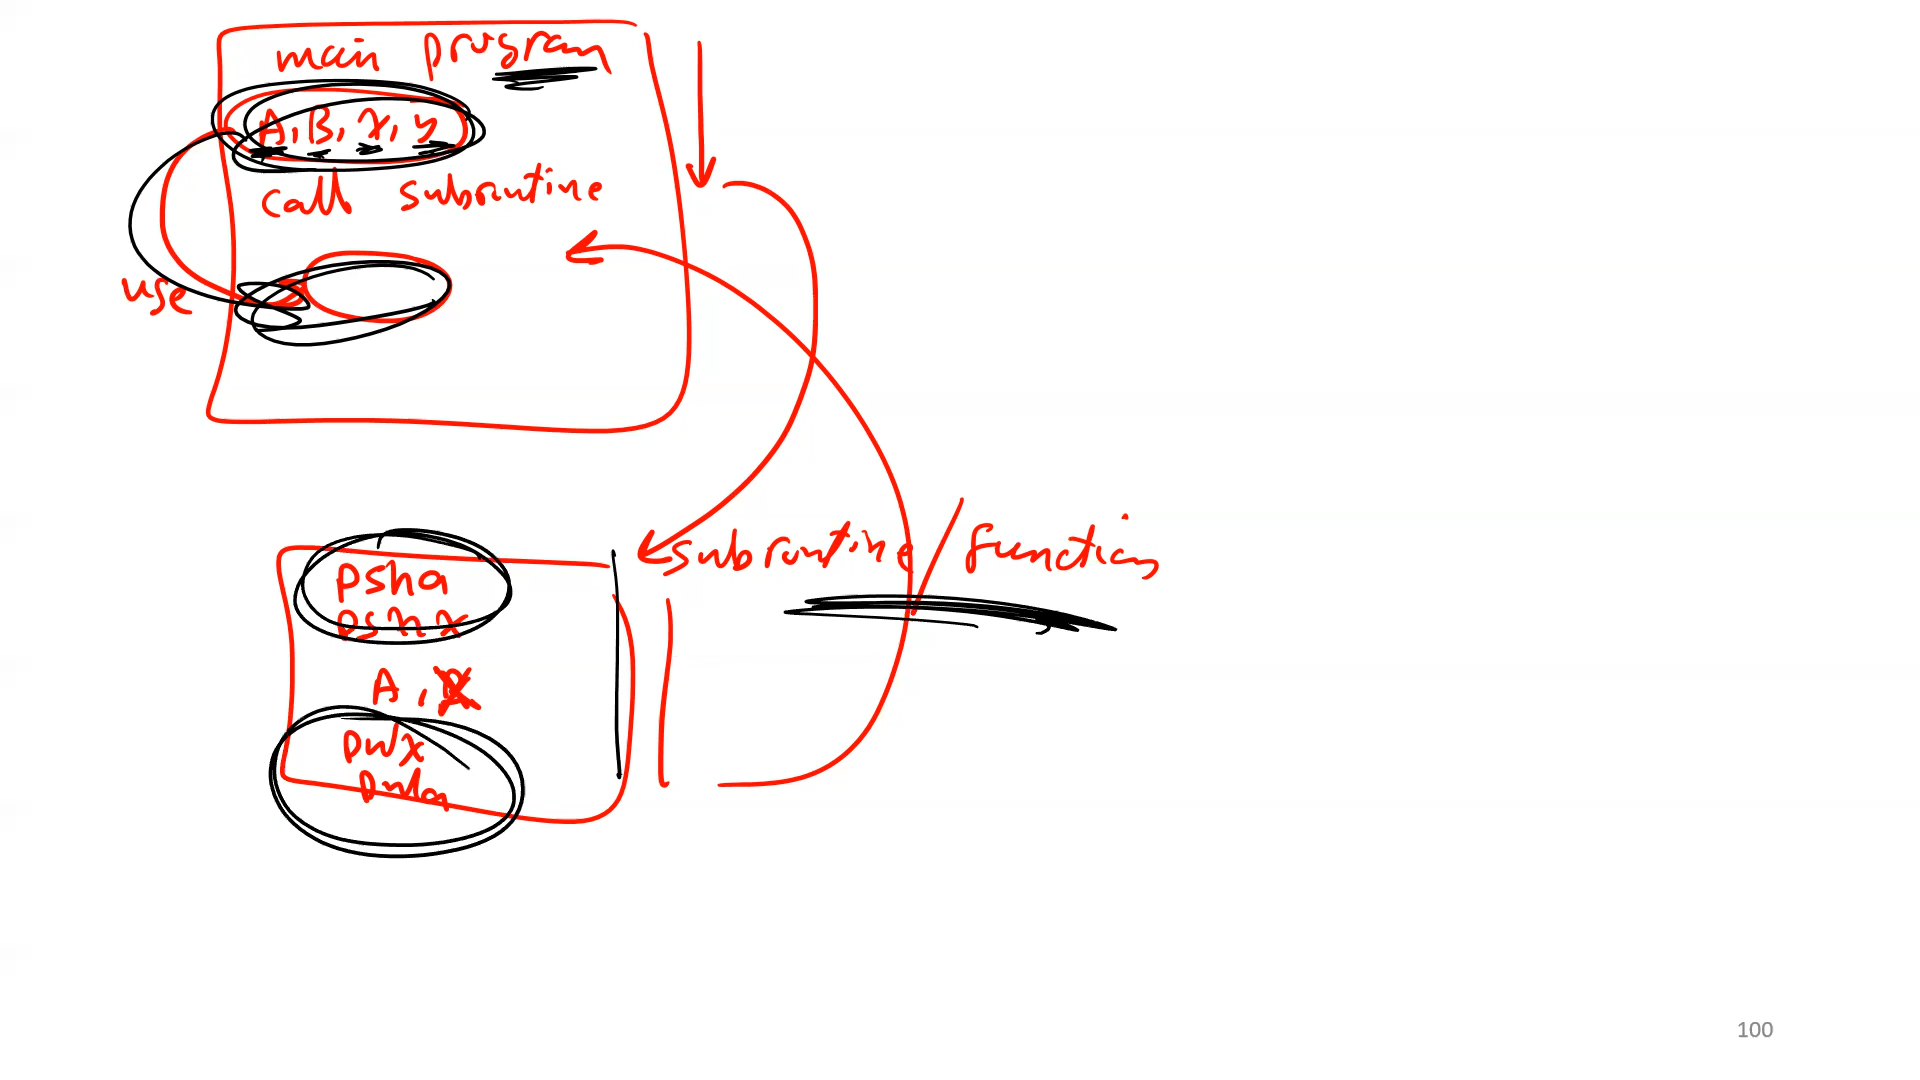 main program
A, B, X, y
call subroutine
use
subroutine / function
psha
pshx
A,
pulx
pula
100